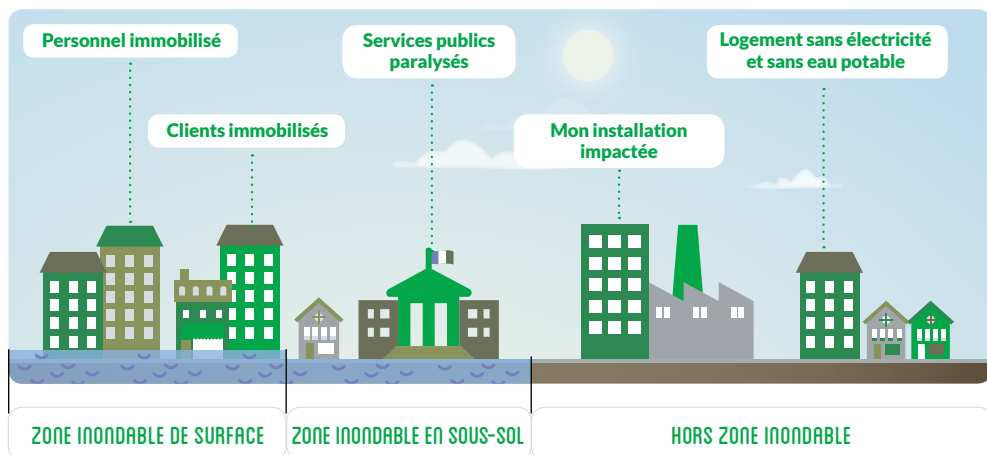 Personnel immobilisé
Services publics
paralysés
Logement sans électricité
et sans eau potable
Clients immobilisés
Mon installation
impactée
ZONE INONDABLE DE SURFACE
ZONE INONDABLE EN SOUS-SOL
HORS ZONE INONDABLE